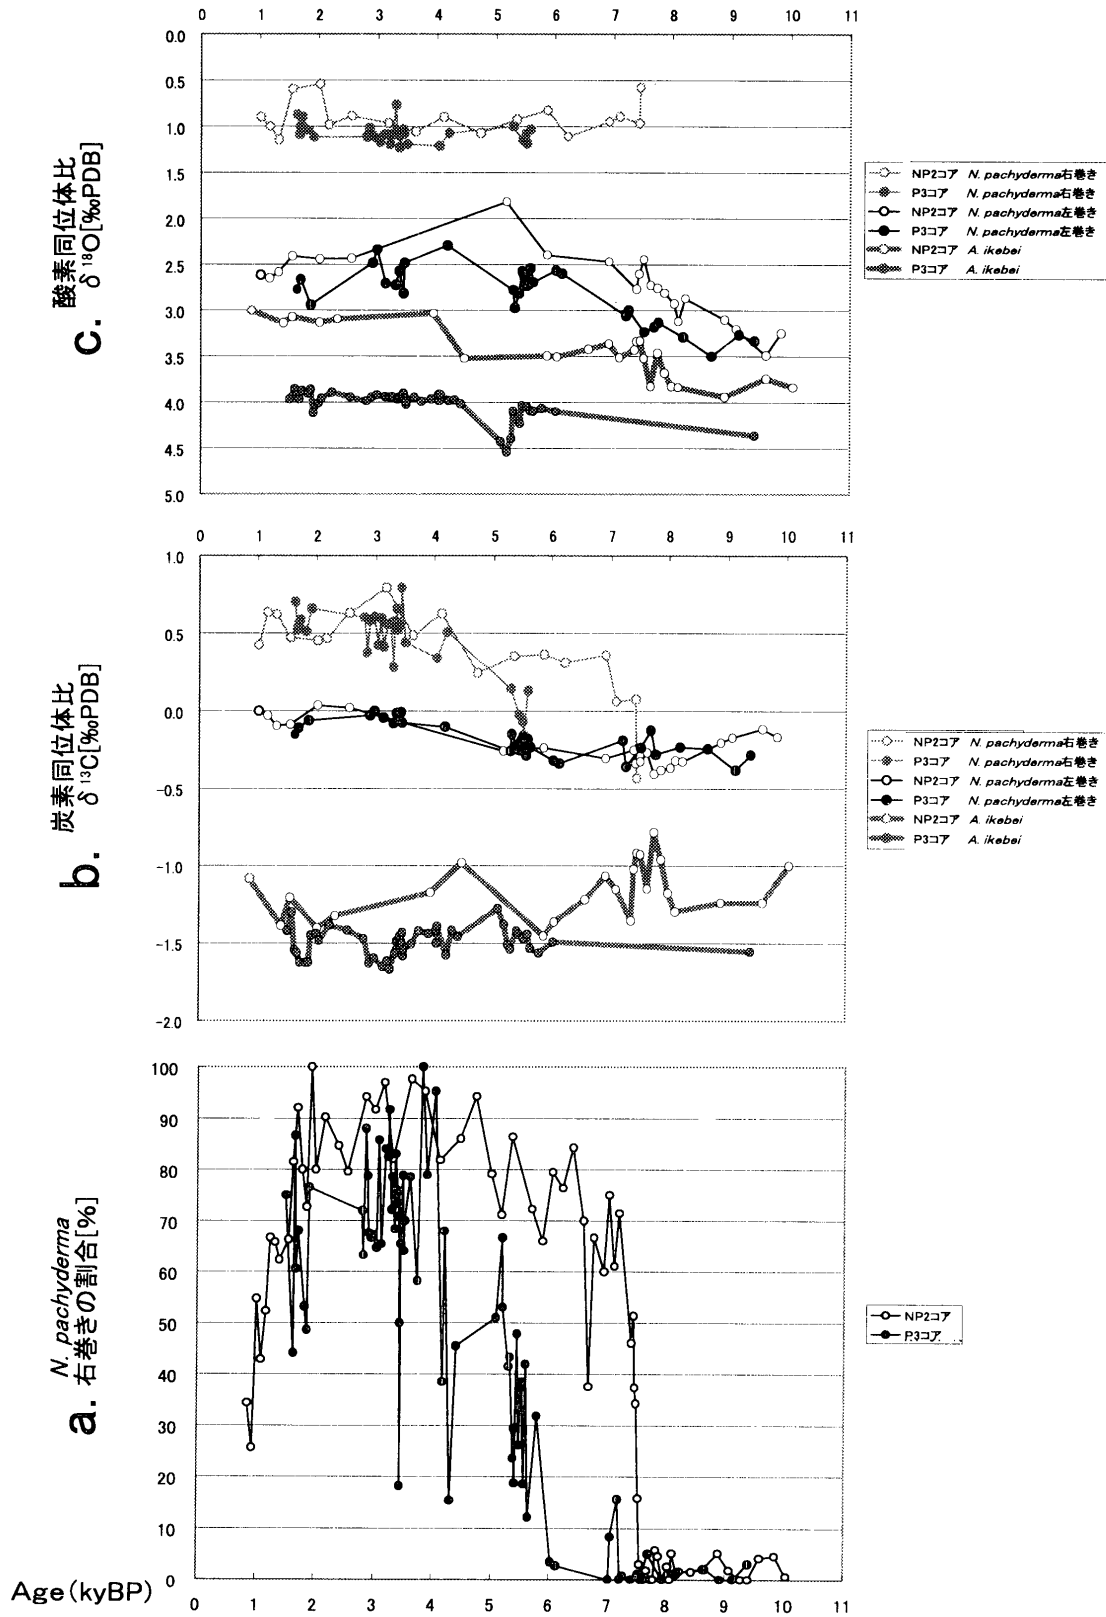 0 1 2 3 4 5 6 7 8 9 10 11
0.0
0.5
1.0
1.5
2.0
2.5
3.0
3.5
4.0
4.5
5.0
c. 酸素同位体比
δ ¹⁸O[‰PDB]
NP2コア N. pachyderma右巻き
P3コア N. pachyderma右巻き
NP2コア N. pachyderma左巻き
P3コア N. pachyderma左巻き
NP2コア A. ikebei
P3コア A. ikebei
0 1 2 3 4 5 6 7 8 9 10 11
1.0
0.5
0.0
-0.5
-1.0
-1.5
-2.0
b. 炭素同位体比
δ ¹³C[‰PDB]
NP2コア N. pachyderma右巻き
P3コア N. pachyderma右巻き
NP2コア N. pachyderma左巻き
P3コア N. pachyderma左巻き
NP2コア A. ikebei
P3コア A. ikebei
100
90
80
70
60
50
40
30
20
10
0
a. N. pachyderma
右巻きの割合[%]
NP2コア
P3コア
Age(kyBP) 0 1 2 3 4 5 6 7 8 9 10 11